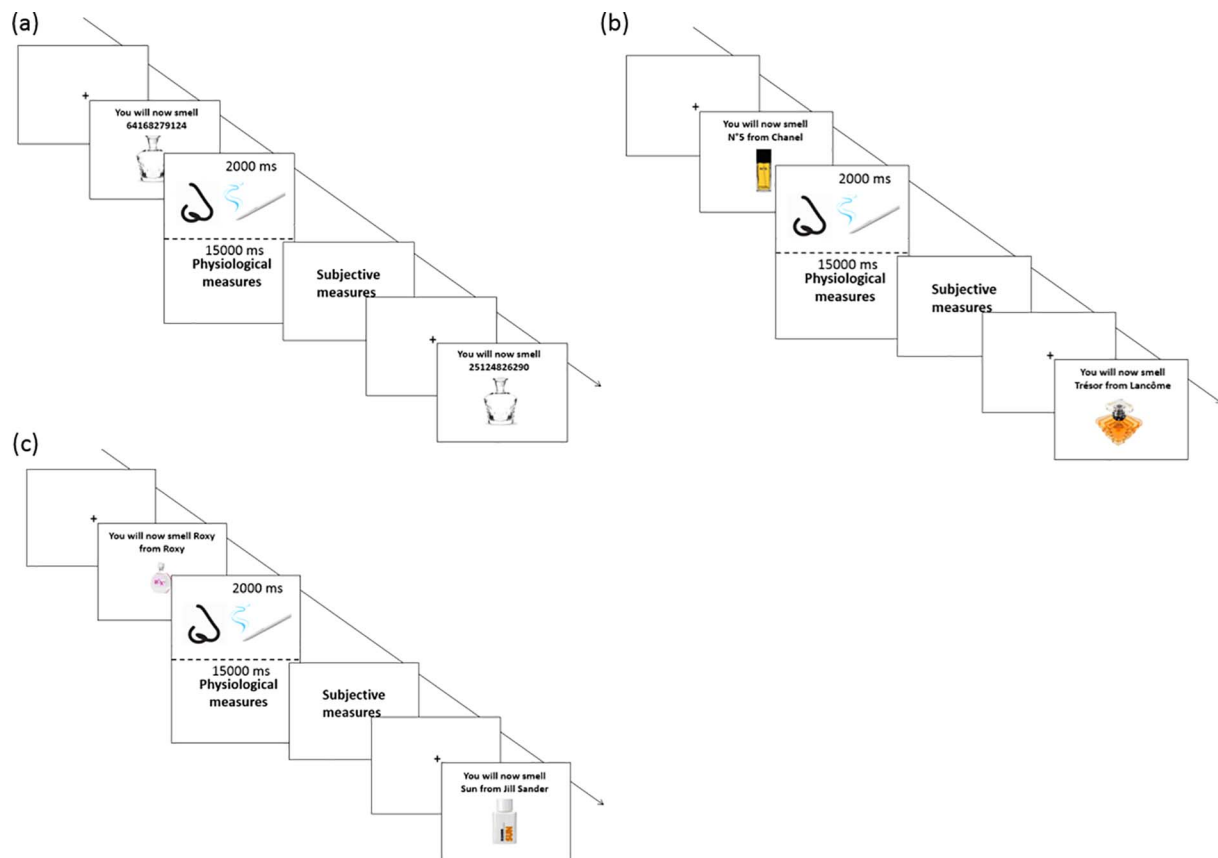 (a)
+
You will now smell
64168279124
2000 ms
15000 ms
Physiological
measures
Subjective
measures
+
You will now smell
25124826290
(b)
+
You will now smell
N°5 from Chanel
2000 ms
15000 ms
Physiological
measures
Subjective
measures
+
You will now smell
Trésor from Lancôme
(c)
+
You will now smell Roxy
from Roxy
2000 ms
15000 ms
Physiological
measures
Subjective
measures
+
You will now smell
Sun from Jill Sander
SUN